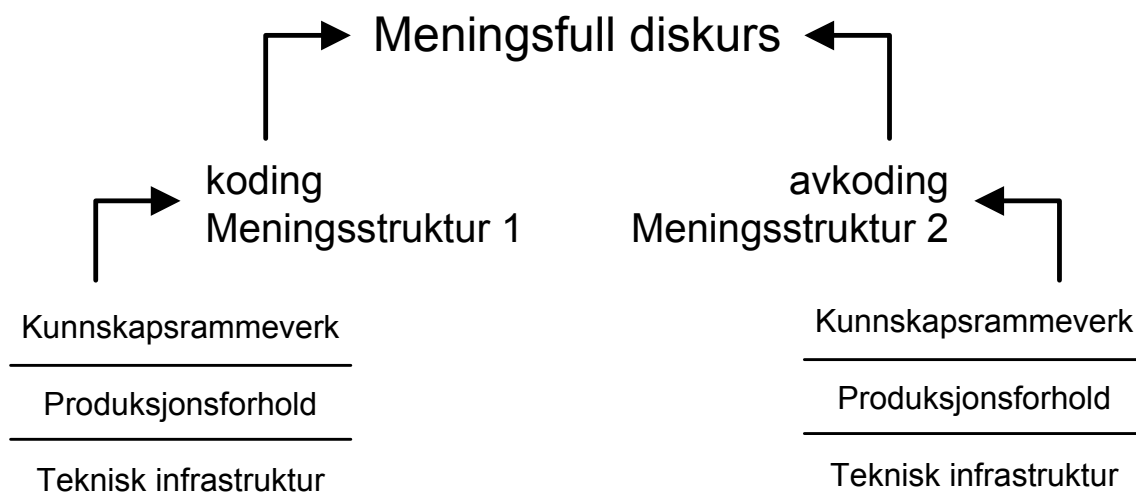 Meningsfull diskurs
koding
Meningsstruktur 1
avkoding
Meningsstruktur 2
Kunnskapsrammeverk
Produksjonsforhold
Teknisk infrastruktur
Kunnskapsrammeverk
Produksjonsforhold
Teknisk infrastruktur